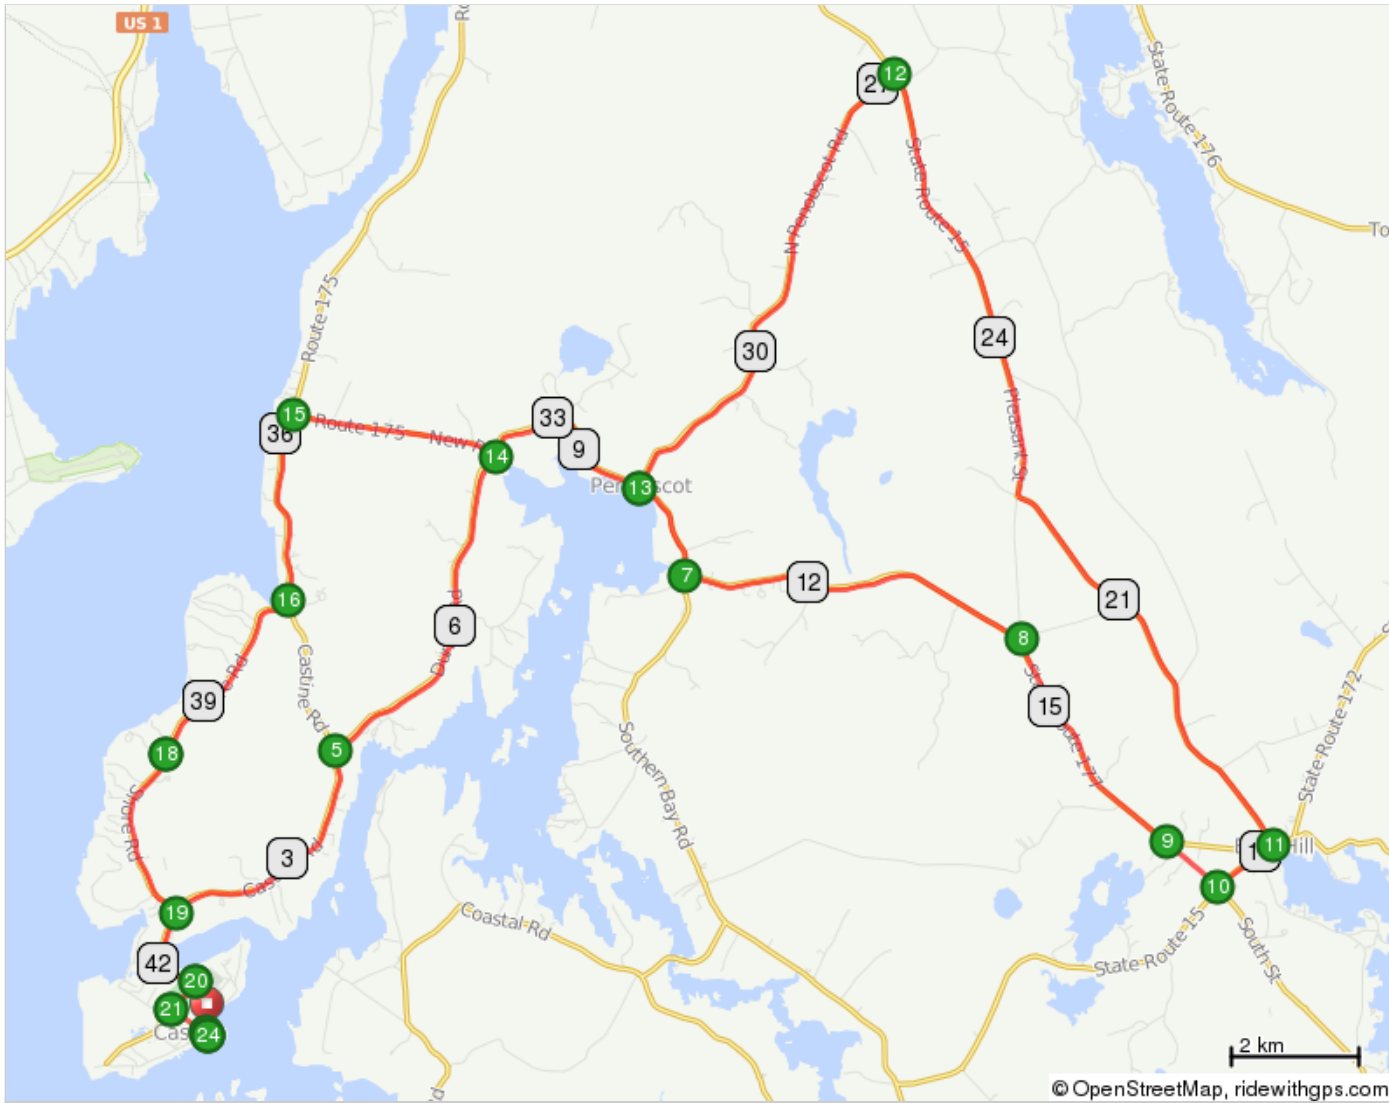 US 1
12
27
State Route 176
N Penobscot Rd
State Route 15
To
Route 175
24
30
Pleasant St
15
36
Route 175
New
33
9
14
13
7
12
8
21
16
6
Castine Rd
39
18
5
15
State Route 172
Southern Bay Rd
Shore Rd
3
9
11
Hill
10
19
Coastal Rd
State Route 15
South St
42
20
21
24
2 km
© OpenStreetMap, ridewithgps.com